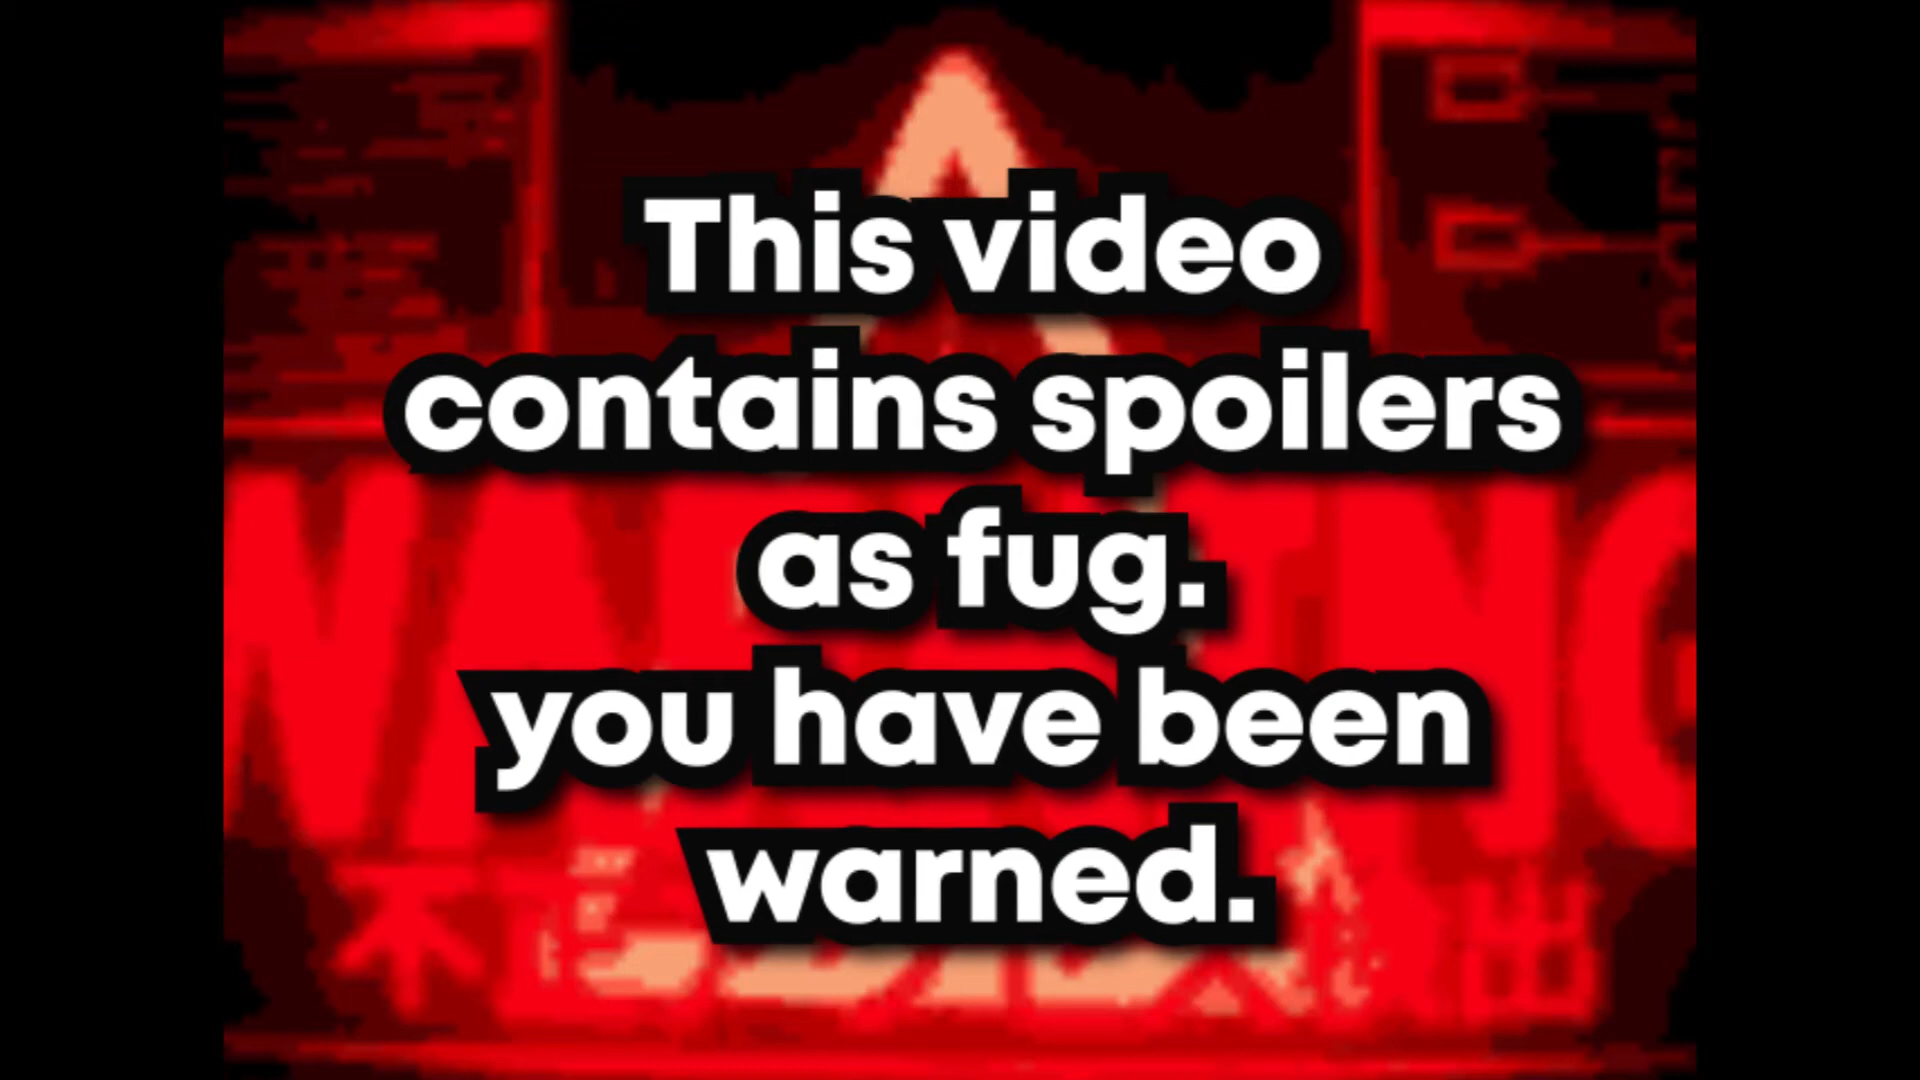 This video
contains spoilers
as fug.
you have been
warned.